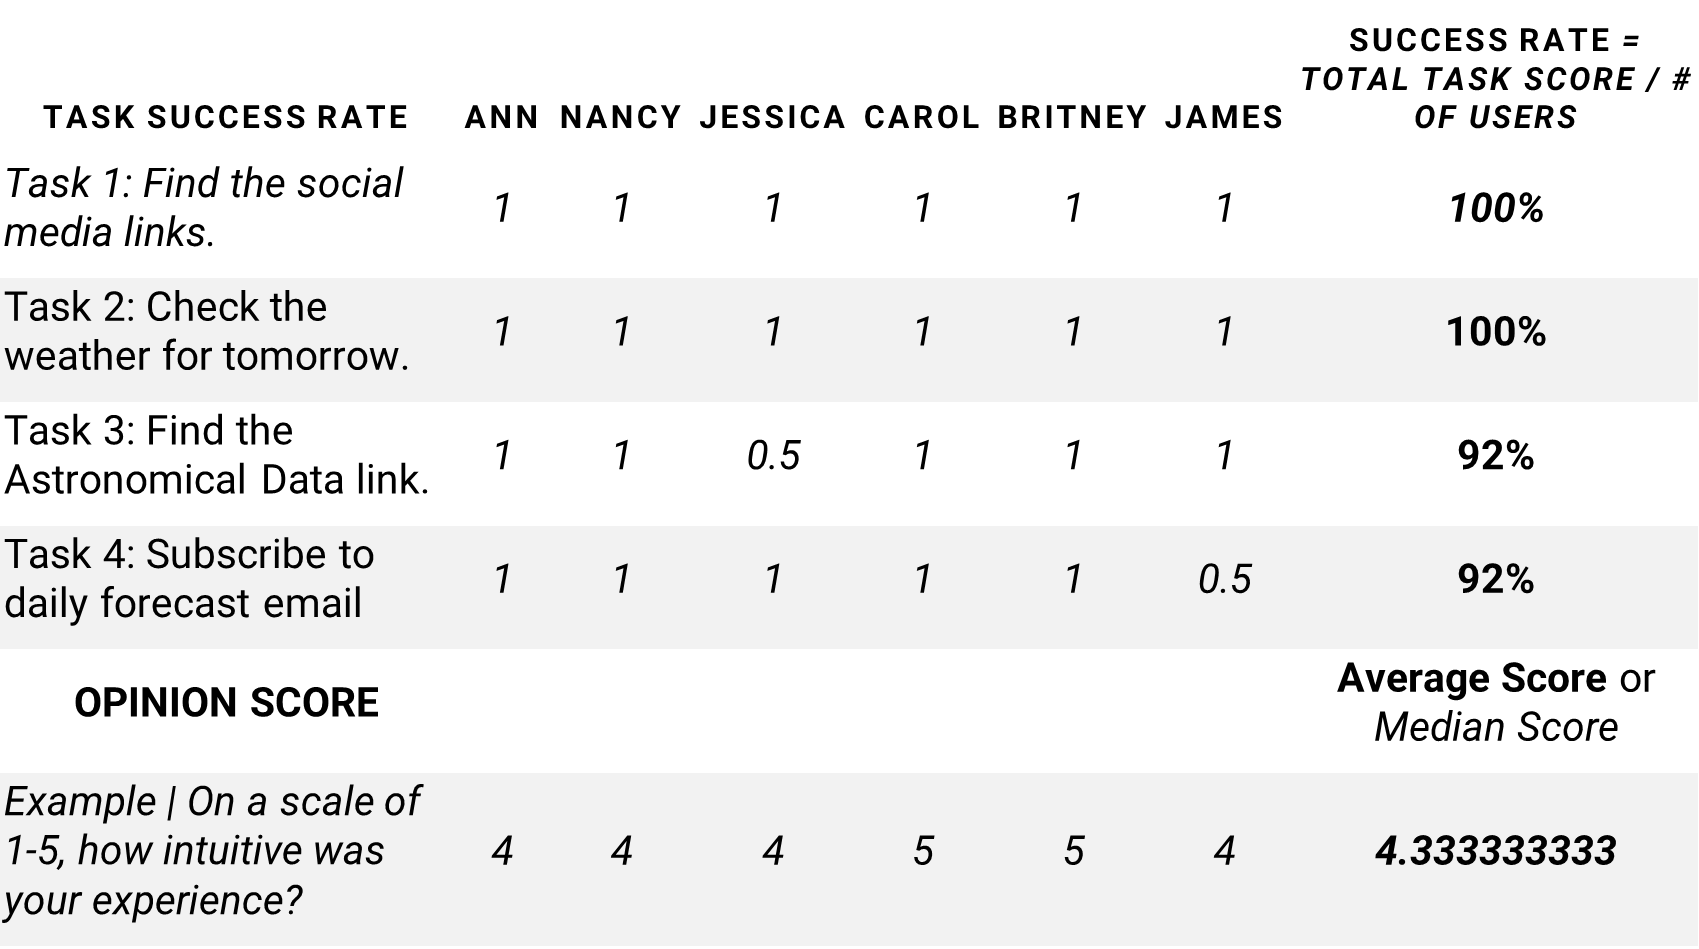 SUCCESS RATE =
TOTAL TASK SCORE / #
OF USERS
TASK SUCCESS RATE ANN NANCY JESSICA CAROL BRITNEY JAMES
Task 1: Find the social
media links.
1 1 1 1 1 1 100%
Task 2: Check the
weather for tomorrow.
1 1 1 1 1 1 100%
Task 3: Find the
Astronomical Data link.
1 1 0.5 1 1 1 92%
Task 4: Subscribe to
daily forecast email
1 1 1 1 1 0.5 92%
OPINION SCORE
Average Score or
Median Score
Example | On a scale of
1-5, how intuitive was
your experience?
4 4 4 5 5 4 4.333333333